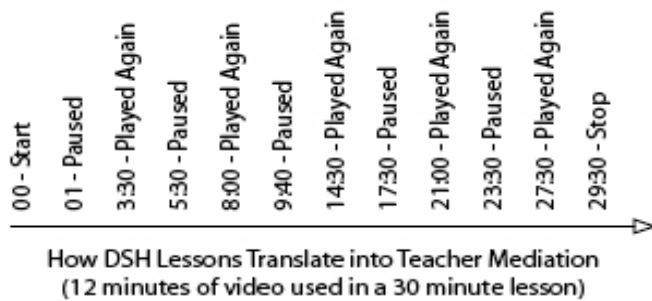 00 - Start
01 - Paused
3:30 - Played Again
5:30 - Paused
8:00 - Played Again
9:40 - Paused
14:30 - Played Again
17:30 - Paused
21:00 - Played Again
23:30 - Paused
27:30 - Played Again
29:30 - Stop
How DSH Lessons Translate into Teacher Mediation
(12 minutes of video used in a 30 minute lesson)